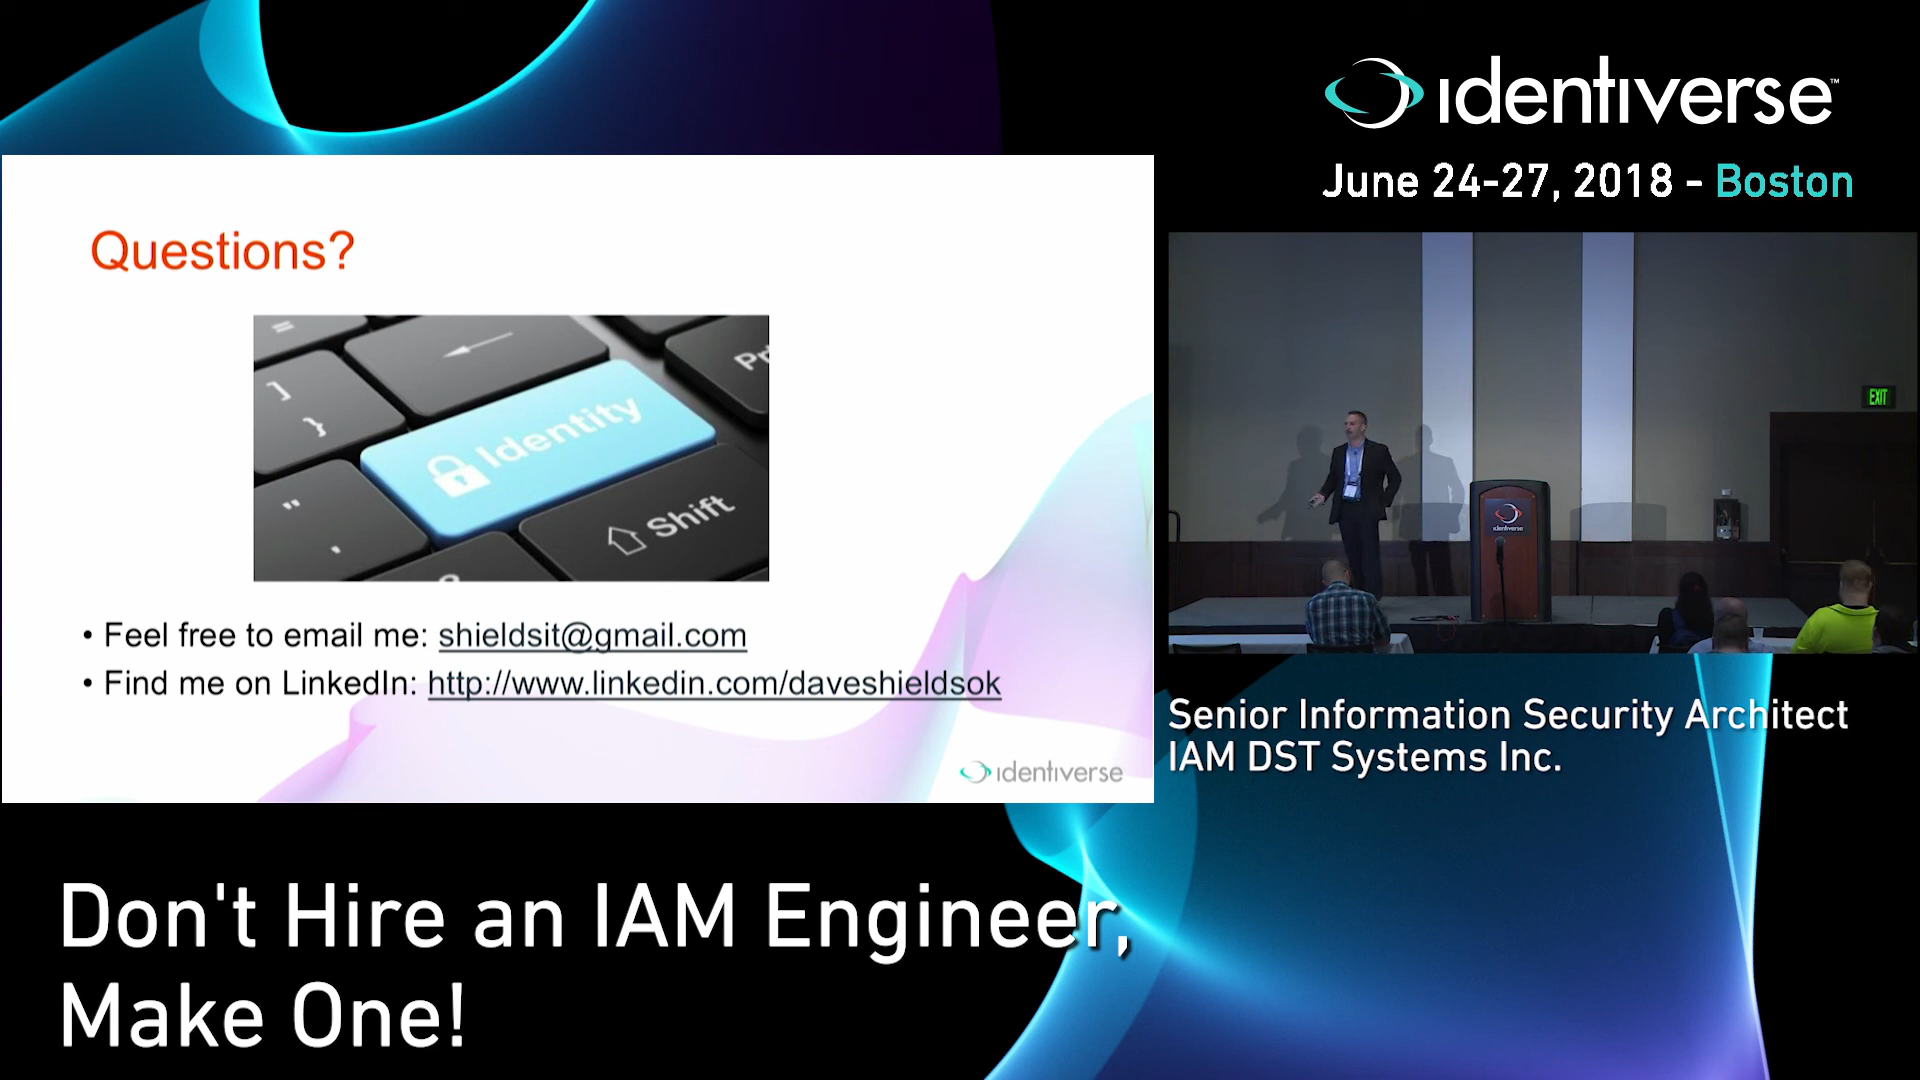 identiverse™
June 24-27, 2018 - Boston
Questions?
=
]
}
"
,
Identity
Shift
• Feel free to email me: shieldsit@gmail.com
• Find me on LinkedIn: http://www.linkedin.com/daveshieldsok
identiverse
EXIT
identiverse
Senior Information Security Architect
IAM DST Systems Inc.
Don't Hire an IAM Engineer,
Make One!